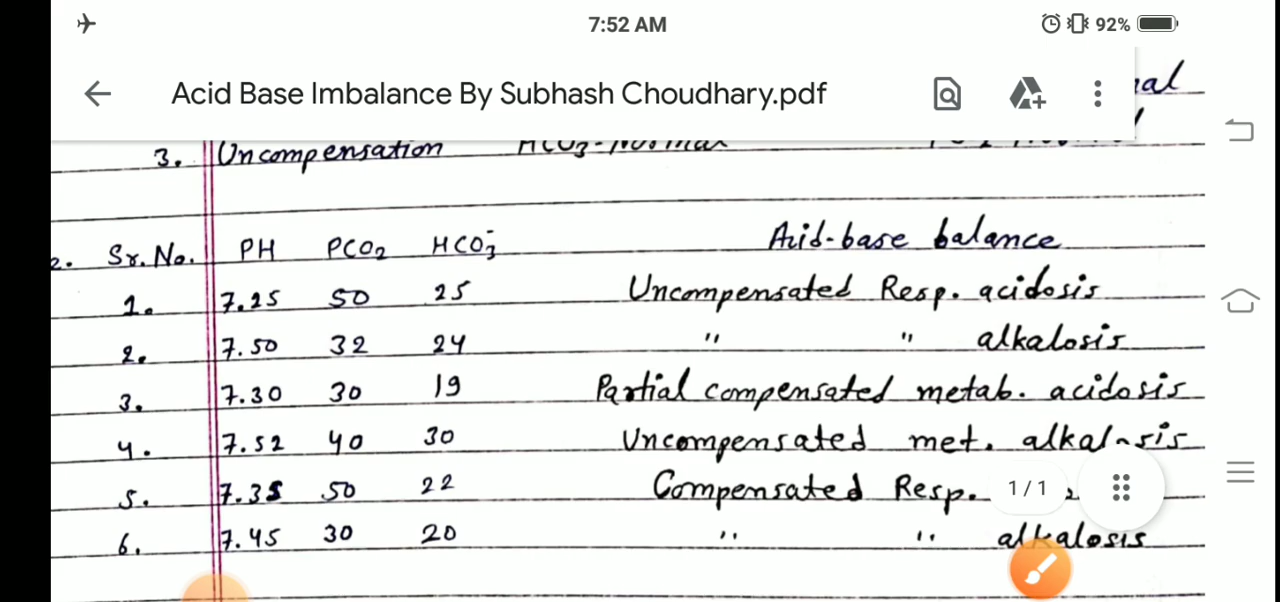 7:52 AM 92%
Acid Base Imbalance By Subhash Choudhary.pdf
3. Uncompensation HCO3-Normal
2. Sr. No. PH PCO2 HCO3- Acid-base balance
1. 7.25 50 25 Uncompensated Resp. acidosis
2. 7.50 32 24 " " alkalosis
3. 7.30 30 19 Partial compensated metab. acidosis
4. 7.52 40 30 Uncompensated met. alkalosis
5. 7.35 50 22 Compensated Resp.
1/1
6. 7.45 30 20 " " alkalosis